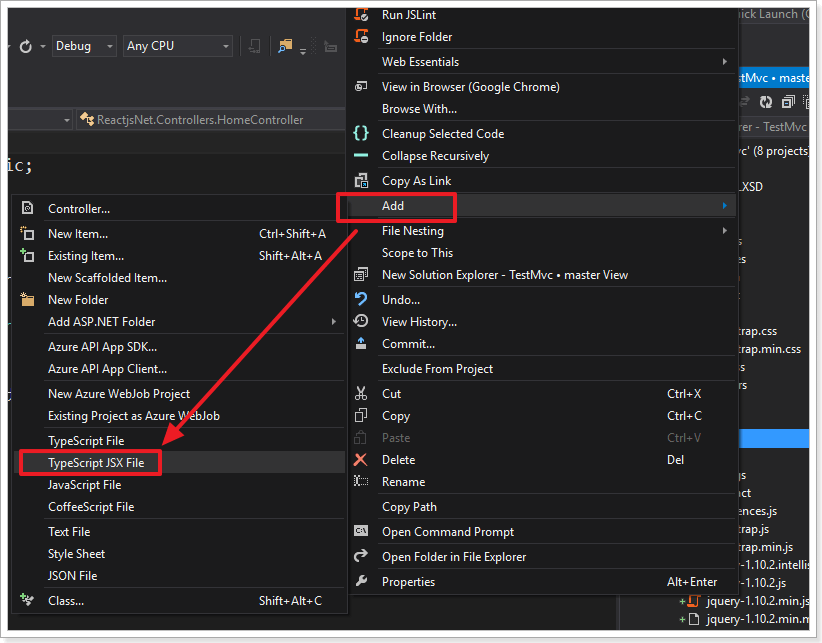 Quick Launch (C
Debug
Any CPU
ReactjsNet.Controllers.HomeController
ic;
Controller...
New Item... Ctrl+Shift+A
Existing Item... Shift+Alt+A
New Scaffolded Item...
New Folder
Add ASP.NET Folder
Azure API App SDK...
Azure API App Client...
New Azure WebJob Project
Existing Project as Azure WebJob
TypeScript File
TypeScript JSX File
JavaScript File
CoffeeScript File
Text File
Style Sheet
JSON File
Class... Shift+Alt+C
Run JSLint
Ignore Folder
Web Essentials
View in Browser (Google Chrome)
Browse With...
Cleanup Selected Code
Collapse Recursively
Copy As Link
Add
File Nesting
Scope to This
New Solution Explorer - TestMvc • master View
Undo...
View History...
Commit...
Exclude From Project
Cut Ctrl+X
Copy Ctrl+C
Paste Ctrl+V
Delete Del
Rename
Copy Path
Open Command Prompt
Open Folder in File Explorer
Properties Alt+Enter
stMvc • maste
rer - TestMvc
vc' (8 projects)
.XSD
s
es
trap.css
trap.min.css
s
rs
gs
ct
ences.js
trap.js
trap.min.js
y-1.10.2.intellis
y-1.10.2.js
jquery-1.10.2.min.js
jquery-1.10.2.min.m